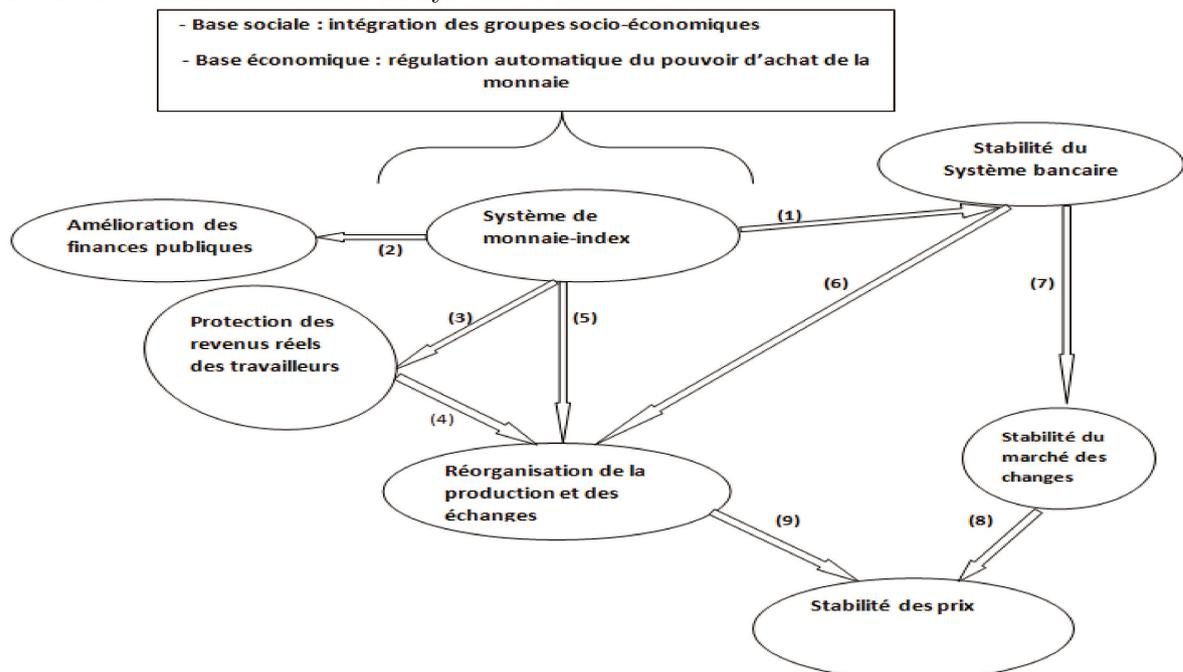 - Base sociale : intégration des groupes socio-économiques
- Base économique : régulation automatique du pouvoir d'achat de la
monnaie
Stabilité du
Système bancaire
Système de
monnaie-index
(1)
Amélioration des
finances publiques
(2)
(6)
(7)
Protection des
revenus réels
des travailleurs
(3)
(5)
(4)
Stabilité du
marché des
changes
Réorganisation de la
production et des
échanges
(9)
(8)
Stabilité des prix